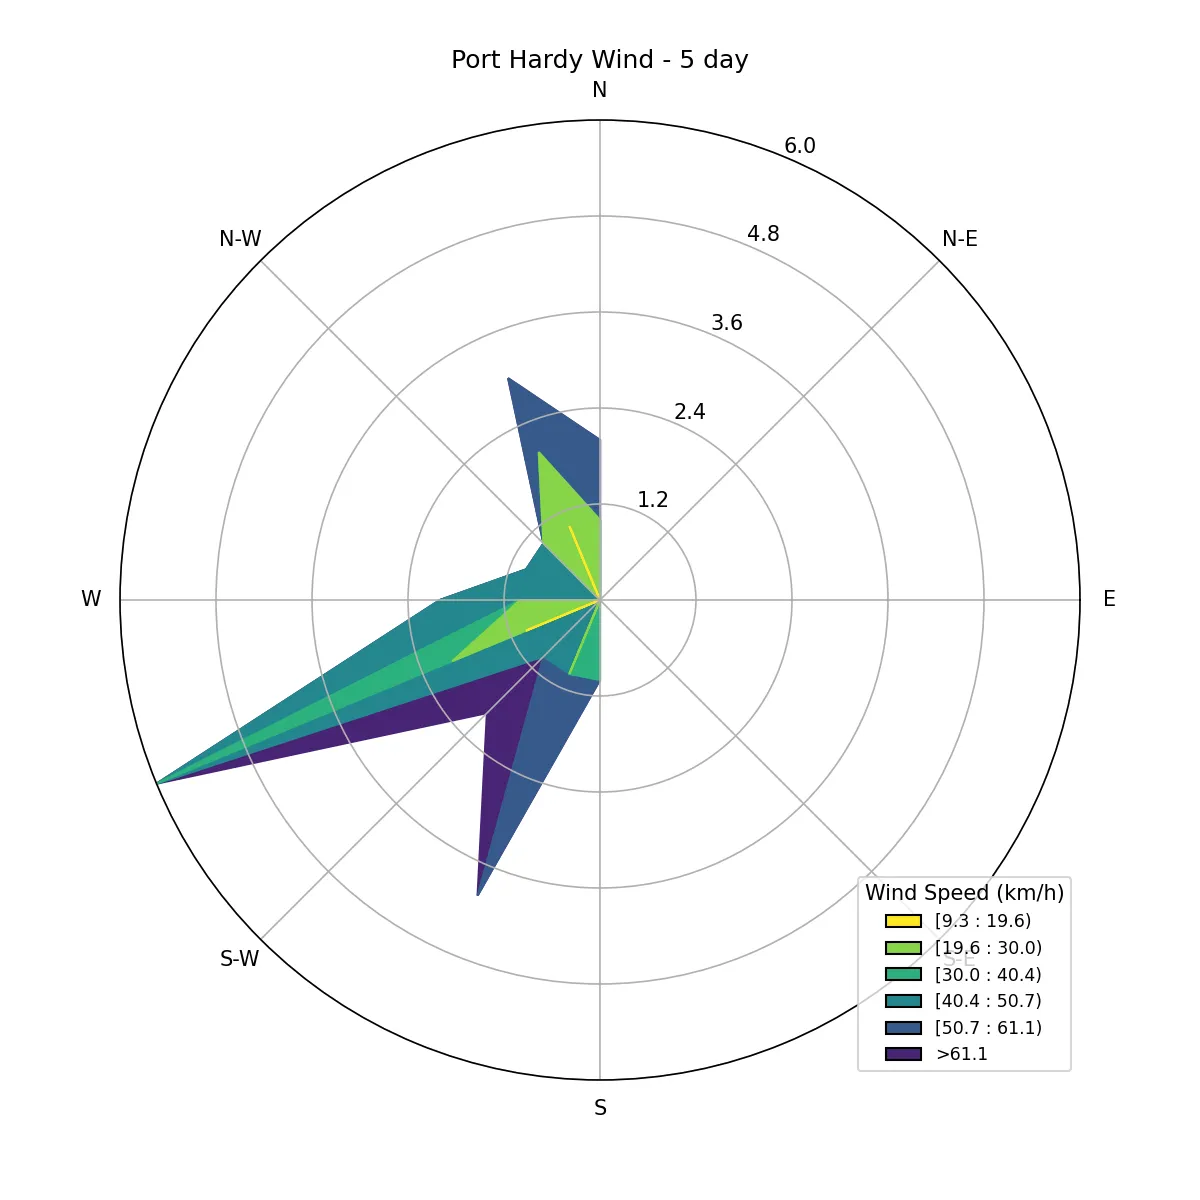 Port Hardy Wind - 5 day
N
6.0
4.8
N-W
N-E
3.6
2.4
1.2
W
E
Wind Speed (km/h)
[9.3 : 19.6)
[19.6 : 30.0)
S-W
S-E
[30.0 : 40.4)
[40.4 : 50.7)
[50.7 : 61.1)
>61.1
S